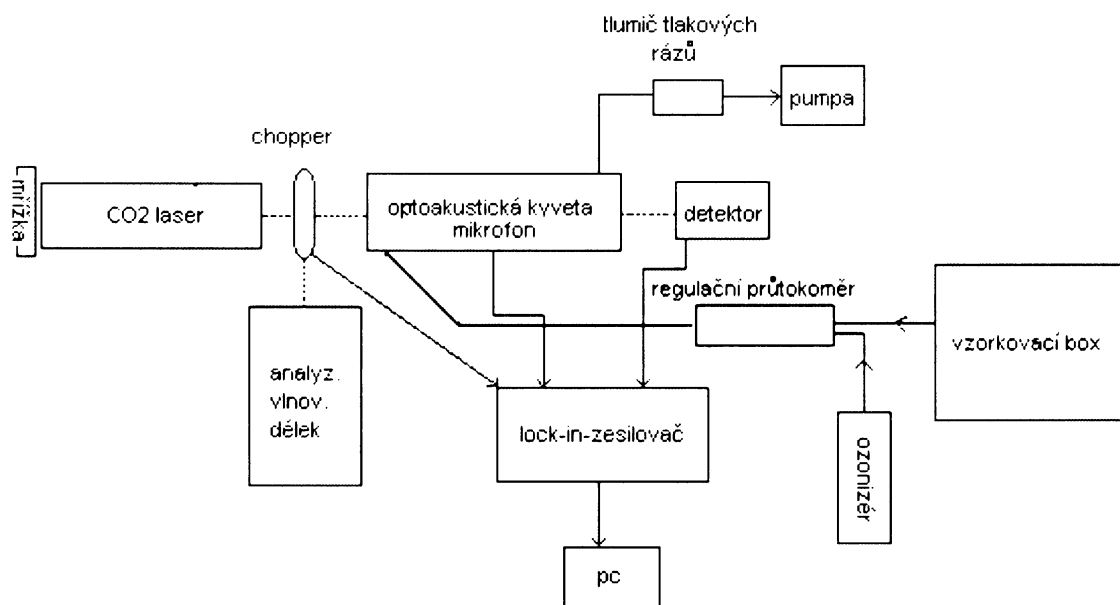 tlumič tlakových
rázů
pumpa
chopper
mřížka
CO2 laser
optoakustická kyveta
mikrofon
detektor
regulační průtokoměr
vzorkovací box
analyz.
vlnov.
délek
lock-in-zesilovač
ozonizér
pc